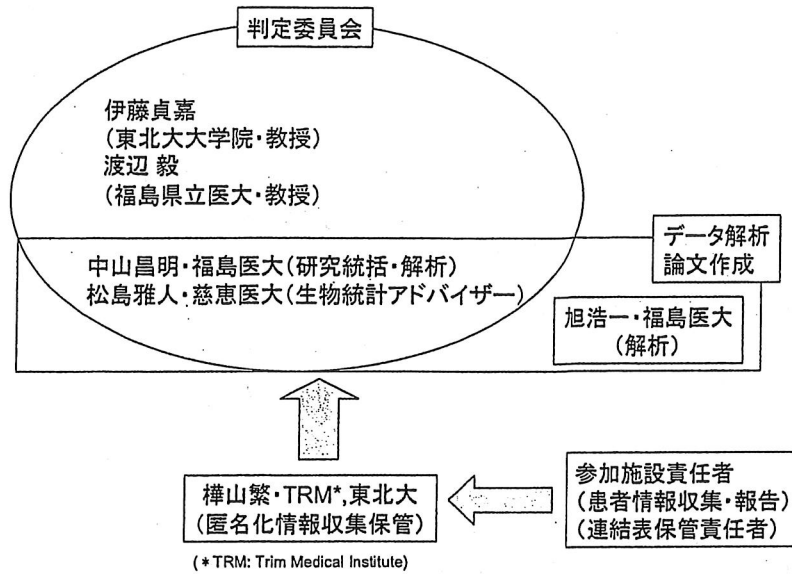 判定委員会
伊藤貞嘉
(東北大大学院・教授)
渡辺 毅
(福島県立医大・教授)
データ解析
論文作成
中山昌明・福島医大(研究統括・解析)
松島雅人・慈恵医大(生物統計アドバイザー)
旭浩一・福島医大
(解析)
樺山繁・TRM*,東北大
(匿名化情報収集保管)
参加施設責任者
(患者情報収集・報告)
(連結表保管責任者)
(*TRM: Trim Medical Institute)